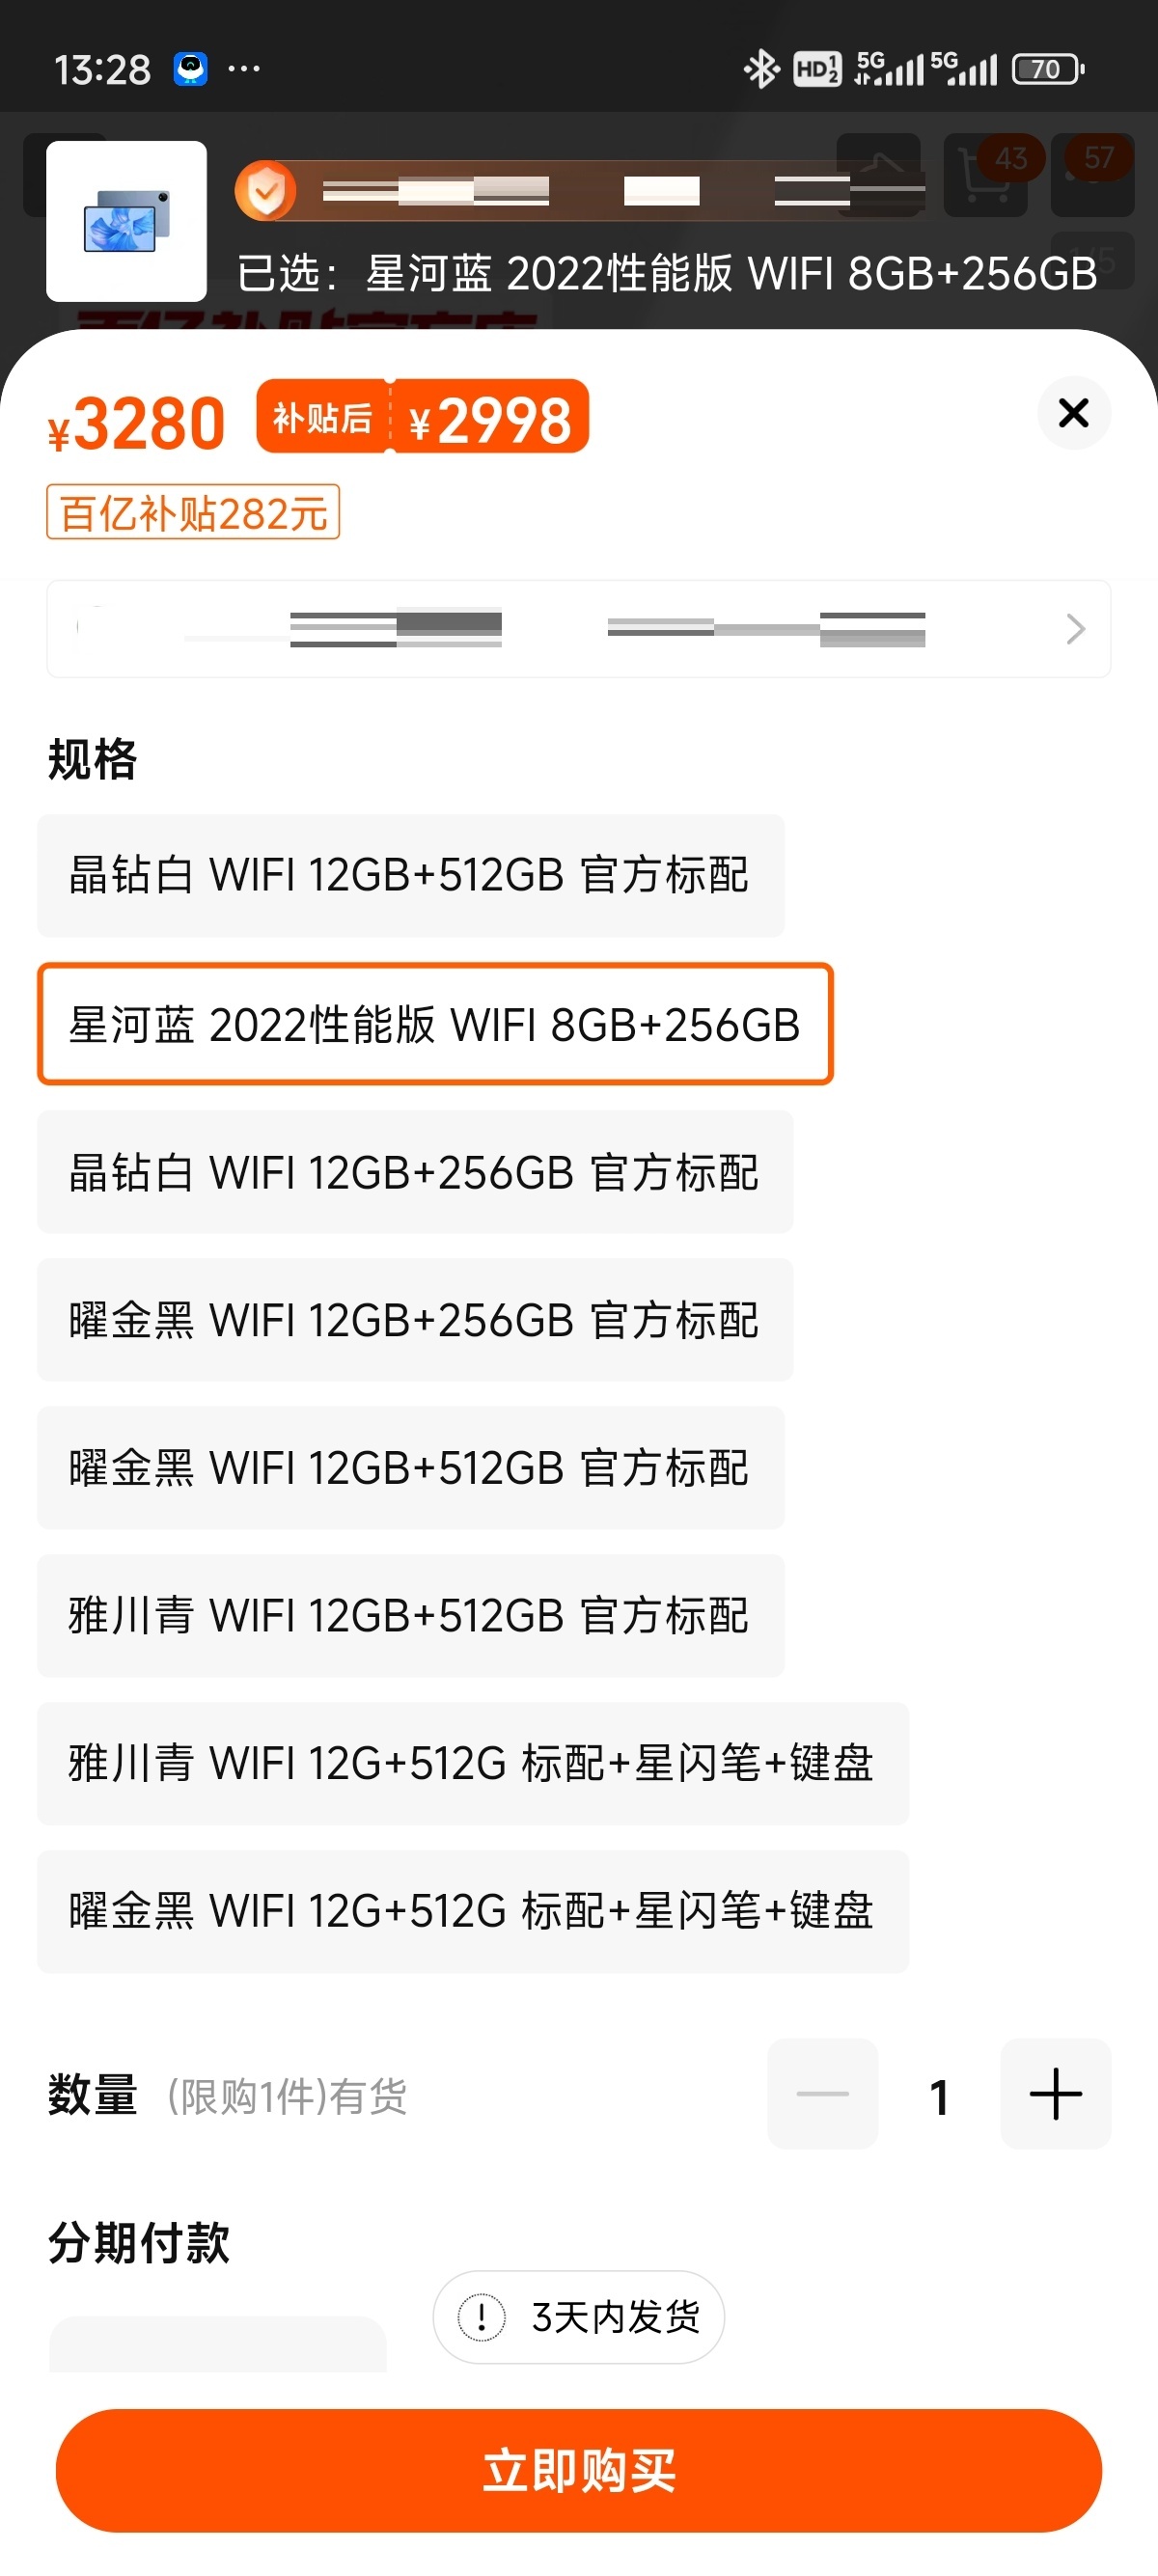 13:28 ··· HD 1 2 5G 5G 70
43 57
已选：星河蓝 2022性能版 WIFI 8GB+256GB
¥3280 补贴后 ¥2998
百亿补贴282元
规格
晶钻白 WIFI 12GB+512GB 官方标配
星河蓝 2022性能版 WIFI 8GB+256GB
晶钻白 WIFI 12GB+256GB 官方标配
曜金黑 WIFI 12GB+256GB 官方标配
曜金黑 WIFI 12GB+512GB 官方标配
雅川青 WIFI 12GB+512GB 官方标配
雅川青 WIFI 12G+512G 标配+星闪笔+键盘
曜金黑 WIFI 12G+512G 标配+星闪笔+键盘
数量 (限购1件)有货 1
分期付款
3天内发货
立即购买